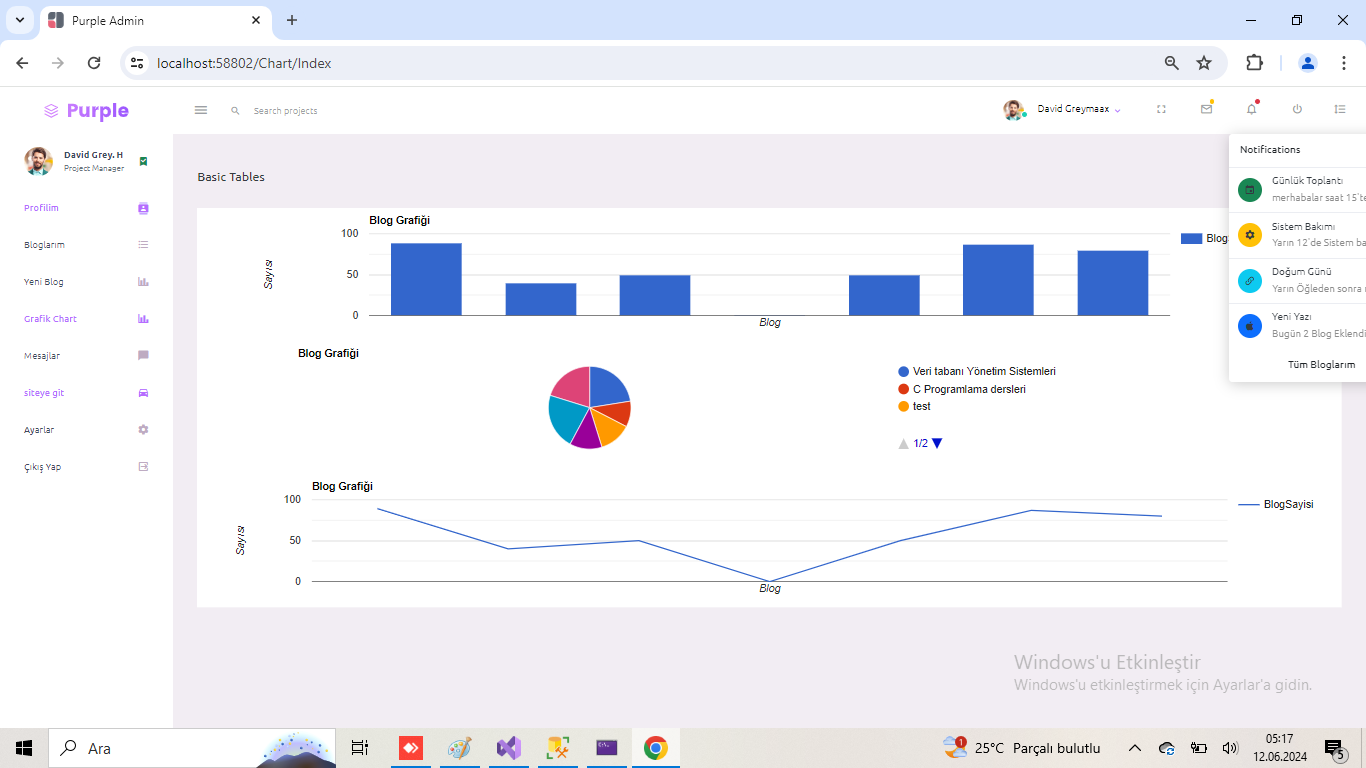 Purple Admin
localhost:58802/Chart/Index
Purple
Search projects
David Greymaax
David Grey. H
Project Manager
Profilim
Bloglarım
Yeni Blog
Grafik Chart
Mesajlar
siteye git
Ayarlar
Çıkış Yap
Basic Tables
Notifications
Günlük Toplantı
merhabalar saat 15`te
Sistem Bakımı
Yarın 12`de Sistem ba
Doğum Günü
Yarın Öğleden sonra
Yeni Yazı
Bugün 2 Blog Eklendi
Tüm Bloglarım
Blog Grafiği
100
50
0
Sayısı
Blog
Blog
Blog Grafiği
Veri tabanı Yönetim Sistemleri
C Programlama dersleri
test
1/2
Blog Grafiği
100
50
0
Sayısı
Blog
BlogSayisi
Windows'u Etkinleştir
Windows'u etkinleştirmek için Ayarlar'a gidin.
Ara
1
25°C Parçalı bulutlu
05:17
12.06.2024
5